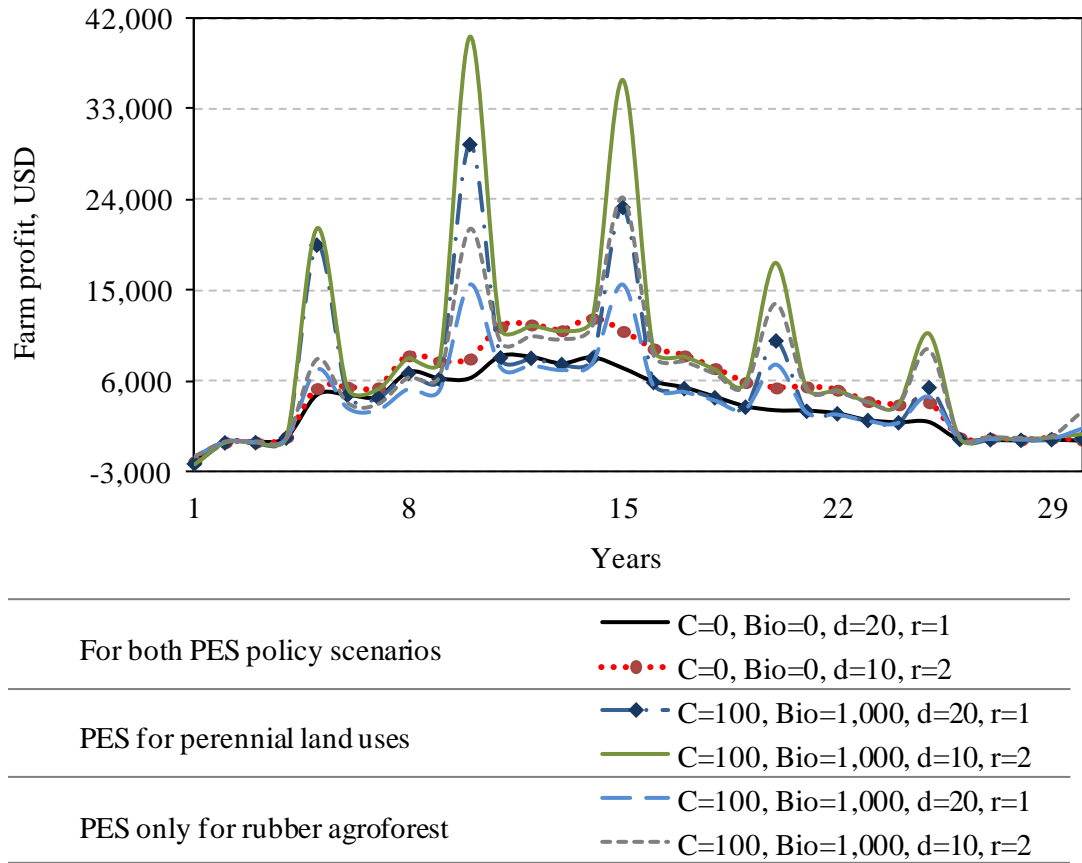 42,000
33,000
24,000
15,000
6,000
-3,000
Farm profit, USD
1 8 15 22 29
Years
For both PES policy scenarios
C=0, Bio=0, d=20, r=1
C=0, Bio=0, d=10, r=2
PES for perennial land uses
C=100, Bio=1,000, d=20, r=1
C=100, Bio=1,000, d=10, r=2
PES only for rubber agroforest
C=100, Bio=1,000, d=20, r=1
C=100, Bio=1,000, d=10, r=2